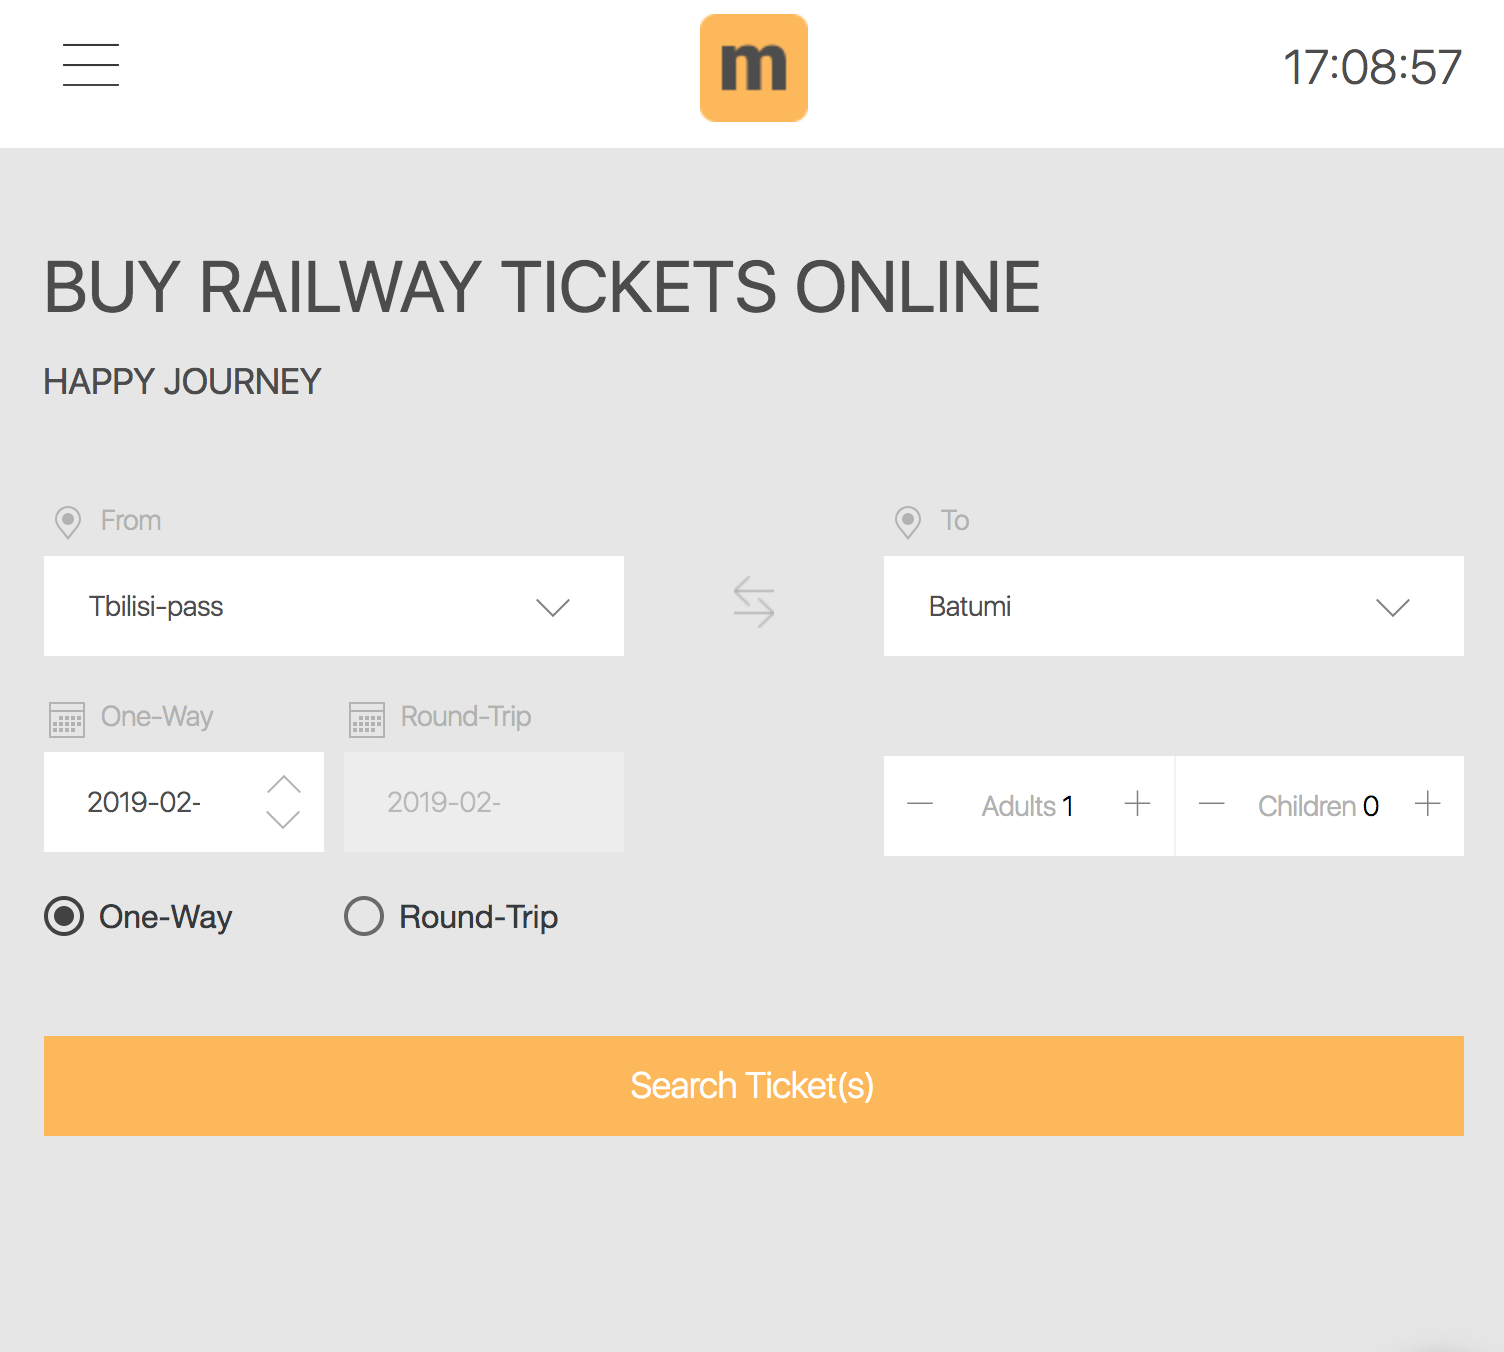 m
17:08:57
BUY RAILWAY TICKETS ONLINE
HAPPY JOURNEY
From
To
Tbilisi-pass
Batumi
One-Way
Round-Trip
2019-02-
2019-02-
Adults 1
Children 0
One-Way
Round-Trip
Search Ticket(s)